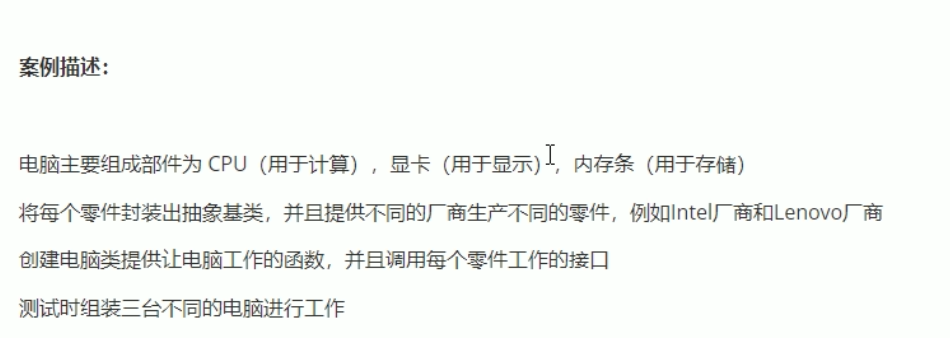 案例描述：
电脑主要组成部件为 CPU（用于计算），显卡（用于显示），内存条（用于存储）
将每个零件封装出抽象基类，并且提供不同的厂商生产不同的零件，例如Intel厂商和Lenovo厂商
创建电脑类提供让电脑工作的函数，并且调用每个零件工作的接口
测试时组装三台不同的电脑进行工作